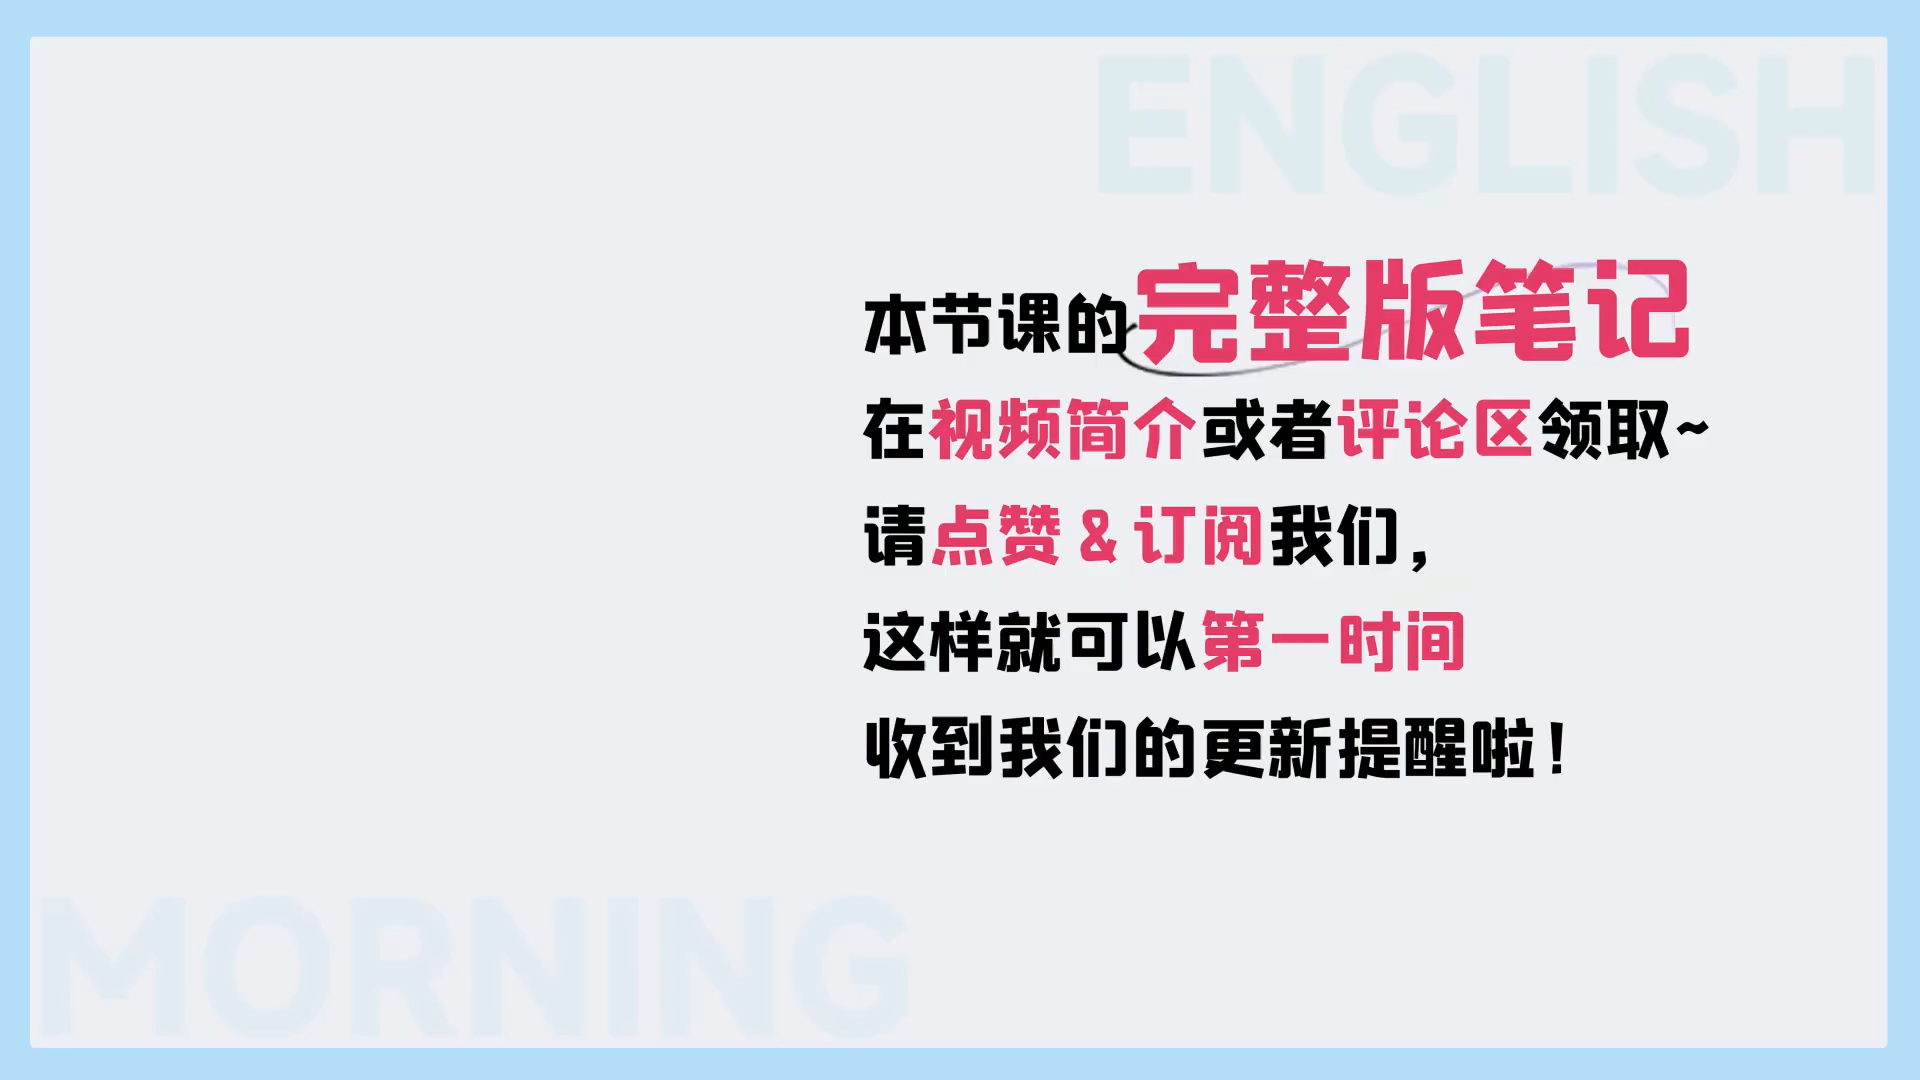 ENGLISH
本节课的完整版笔记
在视频简介或者评论区领取~
请点赞&订阅我们，
这样就可以第一时间
收到我们的更新提醒啦！
MORNING